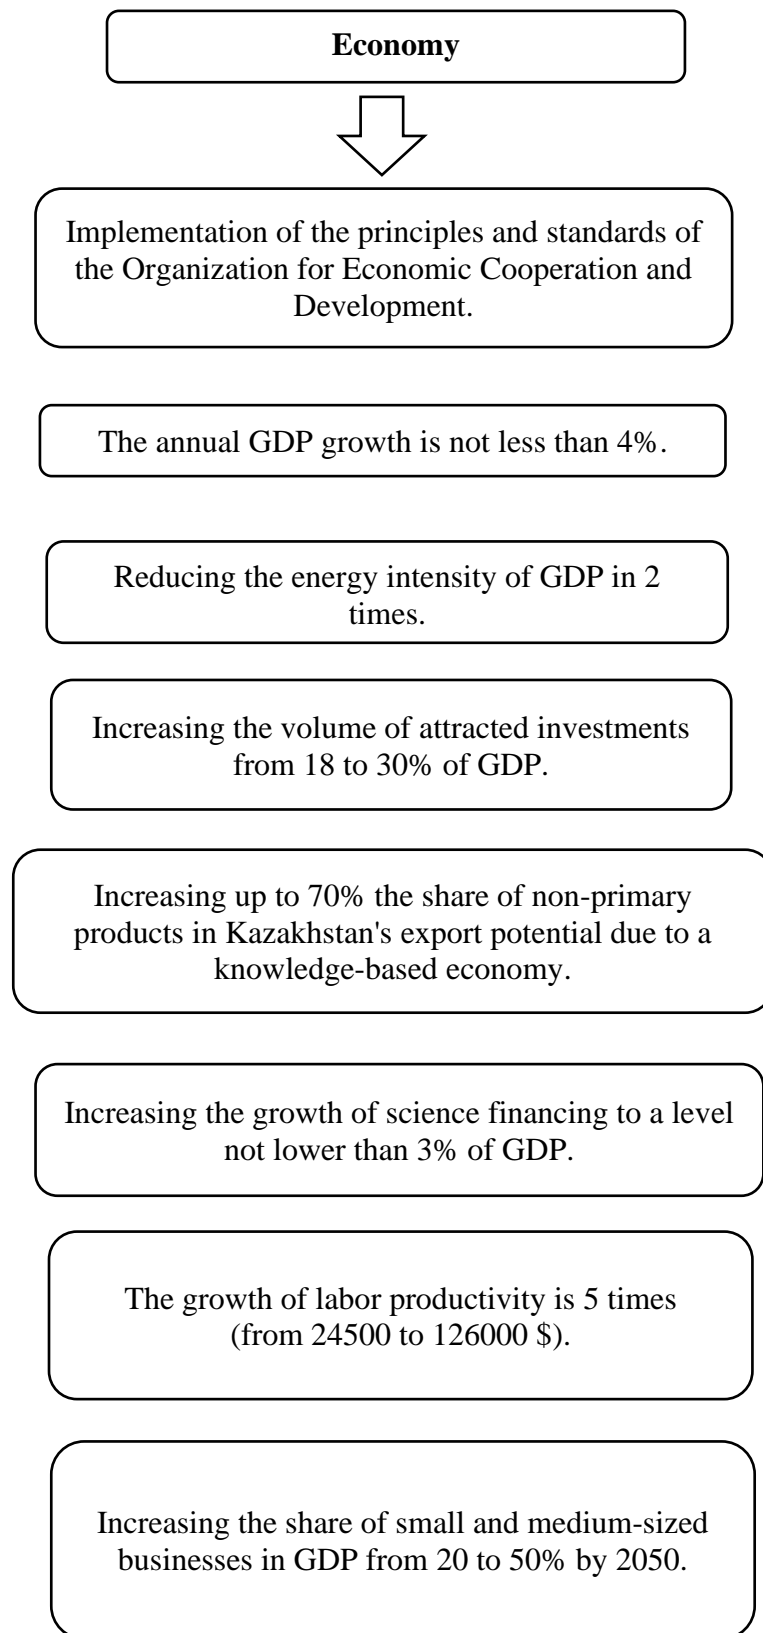 Economy
Implementation of the principles and standards of
the Organization for Economic Cooperation and
Development.
The annual GDP growth is not less than 4%.
Reducing the energy intensity of GDP in 2
times.
Increasing the volume of attracted investments
from 18 to 30% of GDP.
Increasing up to 70% the share of non-primary
products in Kazakhstan's export potential due to a
knowledge-based economy.
Increasing the growth of science financing to a level
not lower than 3% of GDP.
The growth of labor productivity is 5 times
(from 24500 to 126000 $).
Increasing the share of small and medium-sized
businesses in GDP from 20 to 50% by 2050.